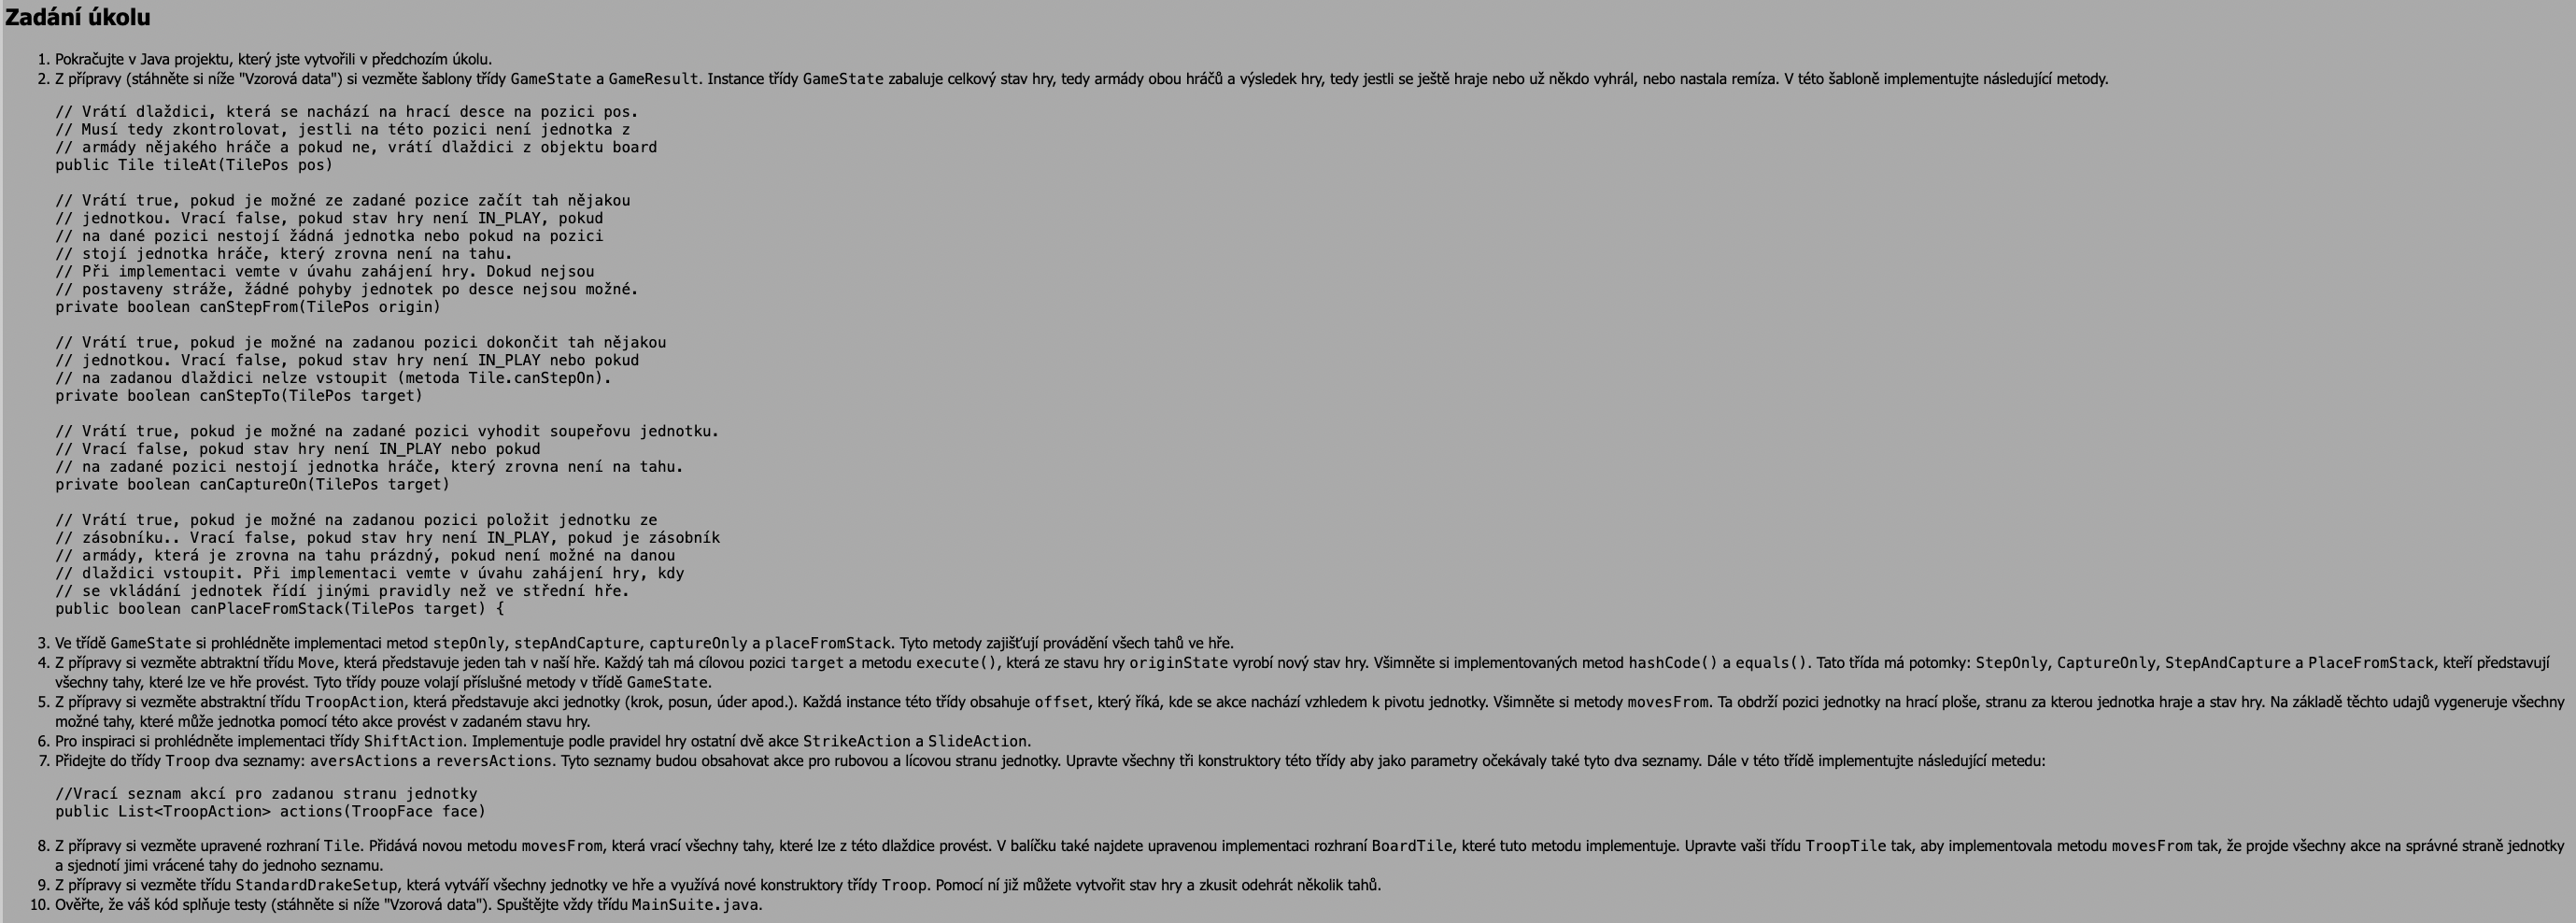 Zadání úkolu
1. Pokračujte v Java projektu, který jste vytvořili v předchozím úkolu.
2. Z přípravy (stáhněte si níže "Vzorová data") si vezměte šablony třídy GameState a GameResult. Instance třídy GameState zabaluje celkový stav hry, tedy armády obou hráčů a výsledek hry, tedy jestli se ještě hraje nebo už někdo vyhrál, nebo nastala remíza. V této šabloně implementujte následující metody.
// Vrátí dlaždici, která se nachází na hrací desce na pozici pos.
// Musí tedy zkontrolovat, jestli na této pozici není jednotka z
// armády nějakého hráče a pokud ne, vrátí dlaždici z objektu board
public Tile tileAt(TilePos pos)
// Vrátí true, pokud je možné ze zadané pozice začít tah nějakou
// jednotkou. Vrací false, pokud stav hry není IN_PLAY, pokud
// na dané pozici nestojí žádná jednotka nebo pokud na pozici
// stojí jednotka hráče, který zrovna není na tahu.
// Při implementaci vemte v úvahu zahájení hry. Dokud nejsou
// postaveny stráže, žádné pohyby jednotek po desce nejsou možné.
private boolean canStepFrom(TilePos origin)
// Vrátí true, pokud je možné na zadanou pozici dokončit tah nějakou
// jednotkou. Vrací false, pokud stav hry není IN_PLAY nebo pokud
// na zadanou dlaždici nelze vstoupit (metoda Tile.canStepOn).
private boolean canStepTo(TilePos target)
// Vrátí true, pokud je možné na zadané pozici vyhodit soupeřovu jednotku.
// Vrací false, pokud stav hry není IN_PLAY nebo pokud
// na zadané pozici nestojí jednotka hráče, který zrovna není na tahu.
private boolean canCaptureOn(TilePos target)
// Vrátí true, pokud je možné na zadanou pozici položit jednotku ze
// zásobníku.. Vrací false, pokud stav hry není IN_PLAY, pokud je zásobník
// armády, která je zrovna na tahu prázdný, pokud není možné na danou
// dlaždici vstoupit. Při implementaci vemte v úvahu zahájení hry, kdy
// se vkládání jednotek řídí jinými pravidly než ve střední hře.
public boolean canPlaceFromStack(TilePos target) {
3. Ve třídě GameState si prohlédněte implementaci metod stepOnly, stepAndCapture, captureOnly a placeFromStack. Tyto metody zajišťují provádění všech tahů ve hře.
4. Z přípravy si vezměte abtraktní třídu Move, která představuje jeden tah v naší hře. Každý tah má cílovou pozici target a metodu execute(), která ze stavu hry originState vyrobí nový stav hry. Všimněte si implementovaných metod hashCode() a equals(). Tato třída má potomky: StepOnly, CaptureOnly, StepAndCapture a PlaceFromStack, kteří představují
všechny tahy, které lze ve hře provést. Tyto třídy pouze volají příslušné metody v třídě GameState.
5. Z přípravy si vezměte abstraktní třídu TroopAction, která představuje akci jednotky (krok, posun, úder apod.). Každá instance této třídy obsahuje offset, který říká, kde se akce nachází vzhledem k pivotu jednotky. Všimněte si metody movesFrom. Ta obdrží pozici jednotky na hrací ploše, stranu za kterou jednotka hraje a stav hry. Na základě těchto udajů vygeneruje všechny
možné tahy, které může jednotka pomocí této akce provést v zadaném stavu hry.
6. Pro inspiraci si prohlédněte implementaci třídy ShiftAction. Implementuje podle pravidel hry ostatní dvě akce StrikeAction a SlideAction.
7. Přidejte do třídy Troop dva seznamy: aversActions a reversActions. Tyto seznamy budou obsahovat akce pro rubovou a lícovou stranu jednotky. Upravte všechny tři konstruktory této třídy aby jako parametry očekávaly také tyto dva seznamy. Dále v této třídě implementujte následující metedu:
//Vrací seznam akcí pro zadanou stranu jednotky
public List<TroopAction> actions(TroopFace face)
8. Z přípravy si vezměte upravené rozhraní Tile. Přidává novou metodu movesFrom, která vrací všechny tahy, které lze z této dlaždice provést. V balíčku také najdete upravenou implementaci rozhraní BoardTile, které tuto metodu implementuje. Upravte vaši třídu TroopTile tak, aby implementovala metodu movesFrom tak, že projde všechny akce na správné straně jednotky
a sjednotí jimi vrácené tahy do jednoho seznamu.
9. Z přípravy si vezměte třídu StandardDrakeSetup, která vytváří všechny jednotky ve hře a využívá nové konstruktory třídy Troop. Pomocí ní již můžete vytvořit stav hry a zkusit odehrát několik tahů.
10. Ověřte, že váš kód splňuje testy (stáhněte si níže "Vzorová data"). Spuštějte vždy třídu MainSuite.java.